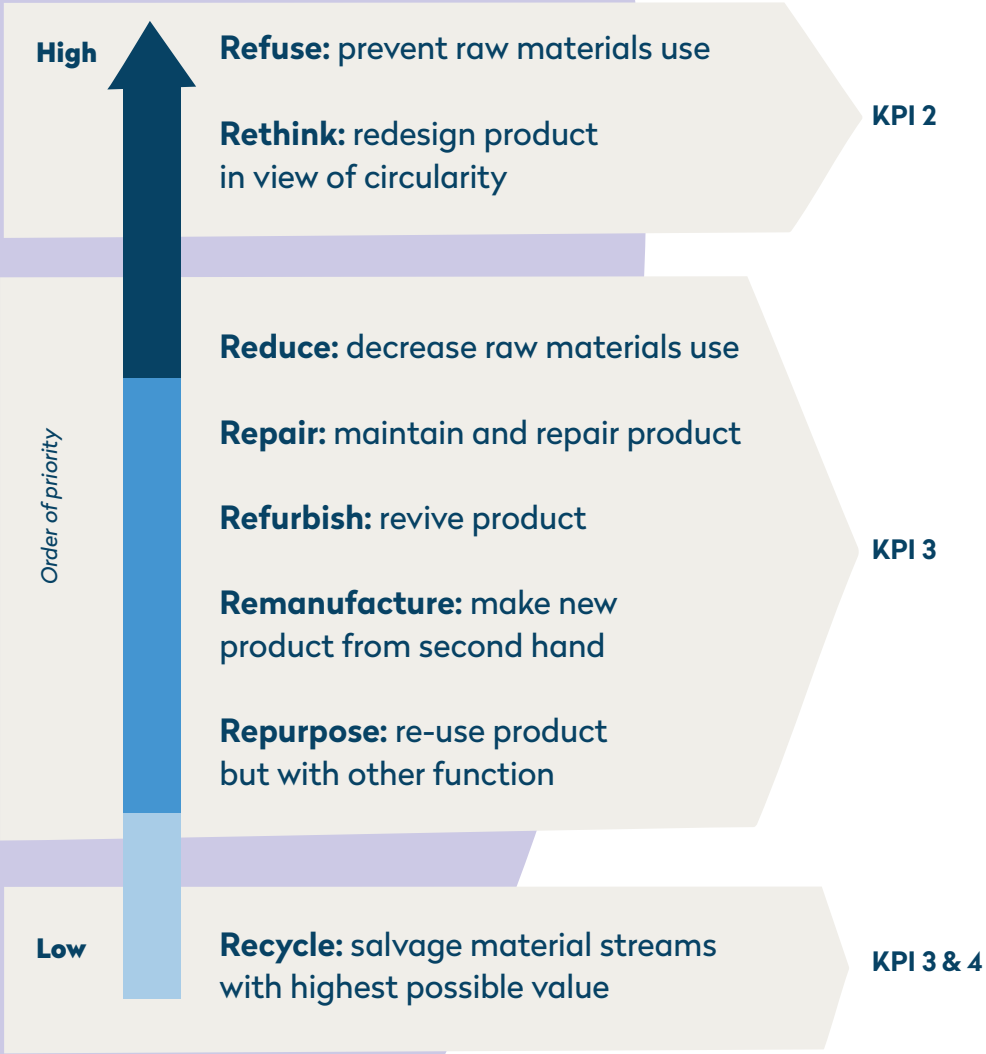 High
Refuse: prevent raw materials use
Rethink: redesign product
in view of circularity
KPI 2
Order of priority
Reduce: decrease raw materials use
Repair: maintain and repair product
Refurbish: revive product
Remanufacture: make new
product from second hand
Repurpose: re-use product
but with other function
KPI 3
Low
Recycle: salvage material streams
with highest possible value
KPI 3 & 4